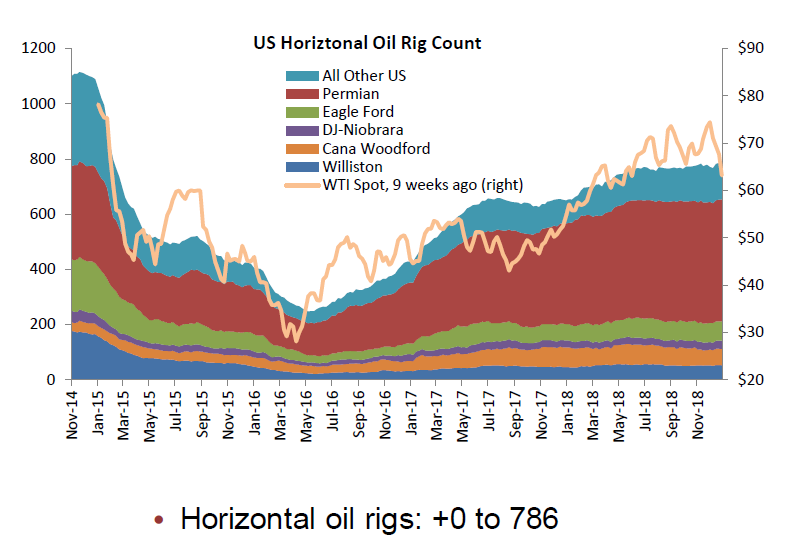 US Horiztonal Oil Rig Count
1200
1000
800
600
400
200
0
$90
$80
$70
$60
$50
$40
$30
$20
All Other US
Permian
Eagle Ford
DJ-Niobrara
Cana Woodford
Williston
WTI Spot, 9 weeks ago (right)
Nov-14
Jan-15
Mar-15
May-15
Jul-15
Sep-15
Nov-15
Jan-16
Mar-16
May-16
Jul-16
Sep-16
Nov-16
Jan-17
Mar-17
May-17
Jul-17
Sep-17
Nov-17
Jan-18
Mar-18
May-18
Jul-18
Sep-18
Nov-18
• Horizontal oil rigs: +0 to 786